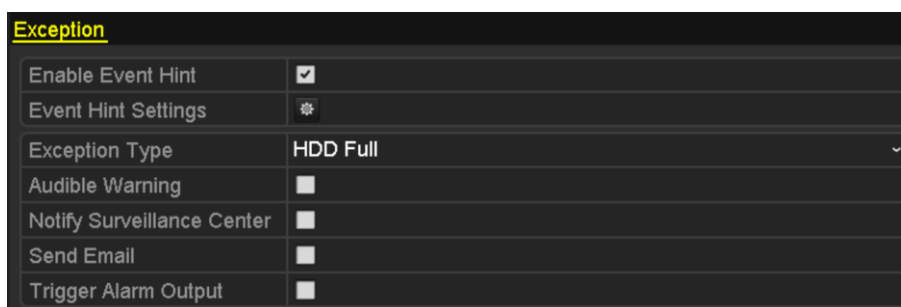 Exception
Enable Event Hint
Event Hint Settings
Exception Type HDD Full
Audible Warning
Notify Surveillance Center
Send Email
Trigger Alarm Output